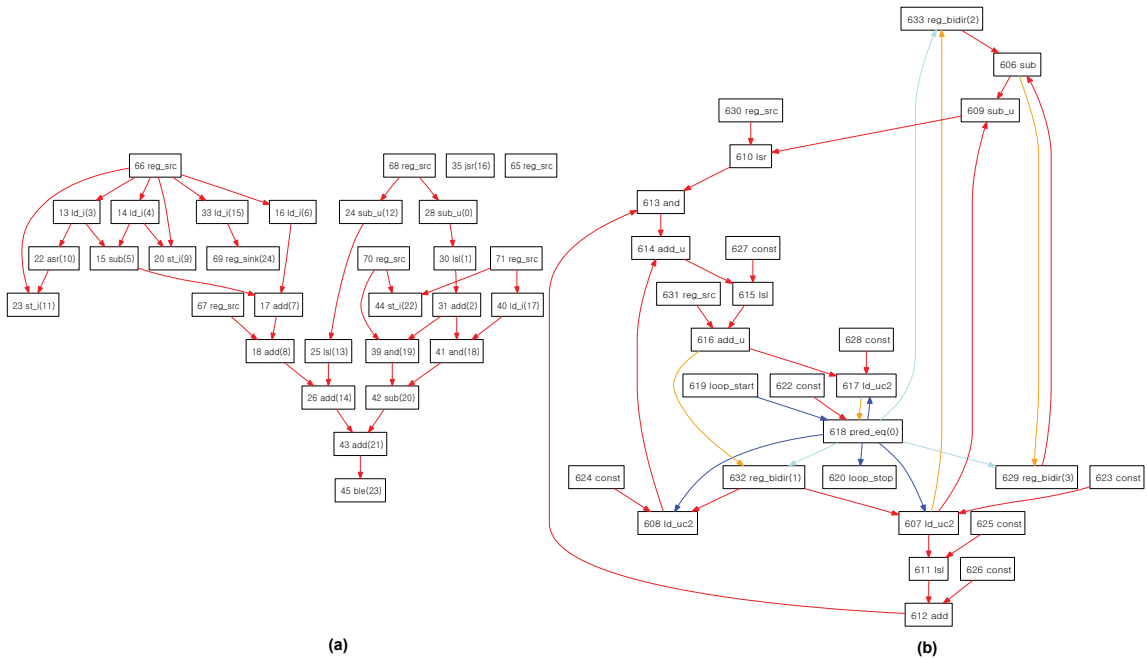 633 reg_bidir(2)
606 sub
609 sub_u
630 reg_src
610 lsr
613 and
614 add_u
627 const
631 reg_src
615 lsl
616 add_u
628 const
619 loop_start
622 const
617 ld_uc2
618 pred_eq(0)
624 const
632 reg_bidir(1)
620 loop_stop
629 reg_bidir(3)
623 const
608 ld_uc2
607 ld_uc2
625 const
611 lsl
626 const
612 add
66 reg_src
68 reg_src
35 jsr(16)
65 reg_src
13 ld_i(3)
14 ld_i(4)
33 ld_i(15)
16 ld_i(6)
24 sub_u(12)
28 sub_u(0)
22 asr(10)
15 sub(5)
20 st_i(9)
69 reg_sink(24)
70 reg_src
30 lsl(1)
71 reg_src
23 st_i(11)
67 reg_src
17 add(7)
44 st_i(22)
31 add(2)
40 ld_i(17)
18 add(8)
25 lsl(13)
39 and(19)
41 and(18)
26 add(14)
42 sub(20)
43 add(21)
45 ble(23)
(a)
(b)